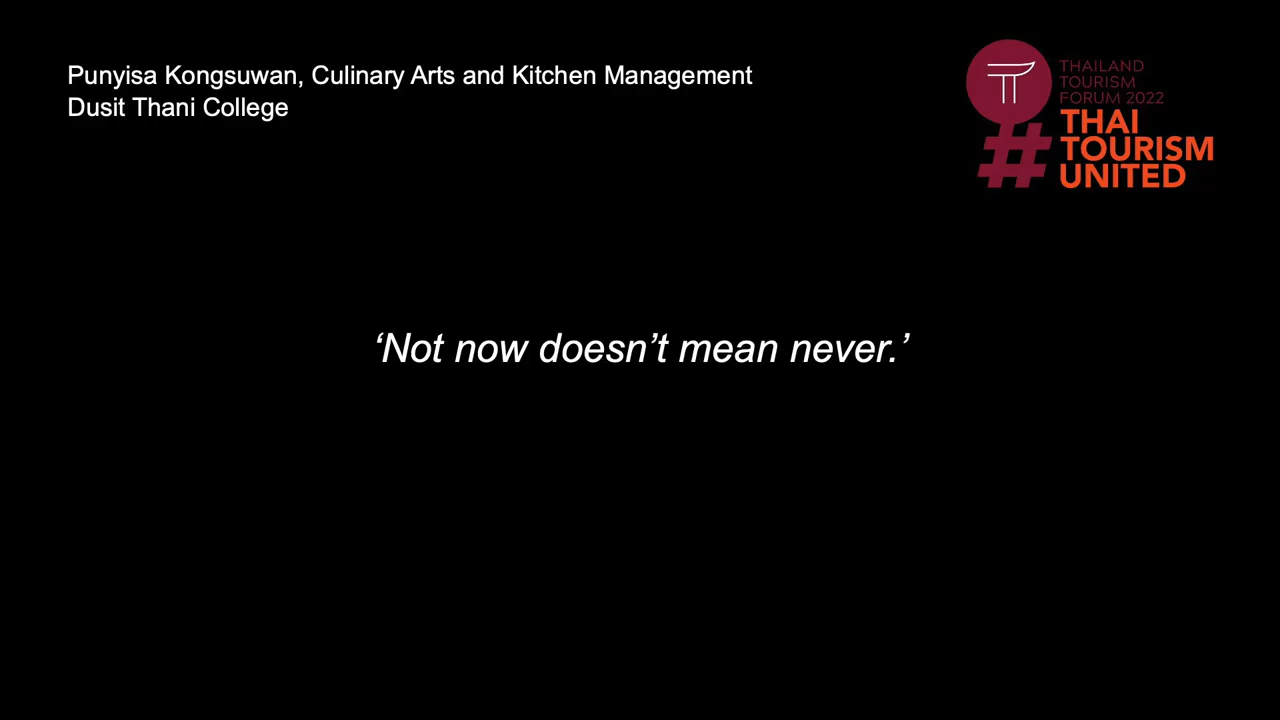 Punyisa Kongsuwan, Culinary Arts and Kitchen Management
Dusit Thani College
THAILAND
TOURISM
FORUM 2022
#THAI
TOURISM
UNITED
‘Not now doesn’t mean never.’